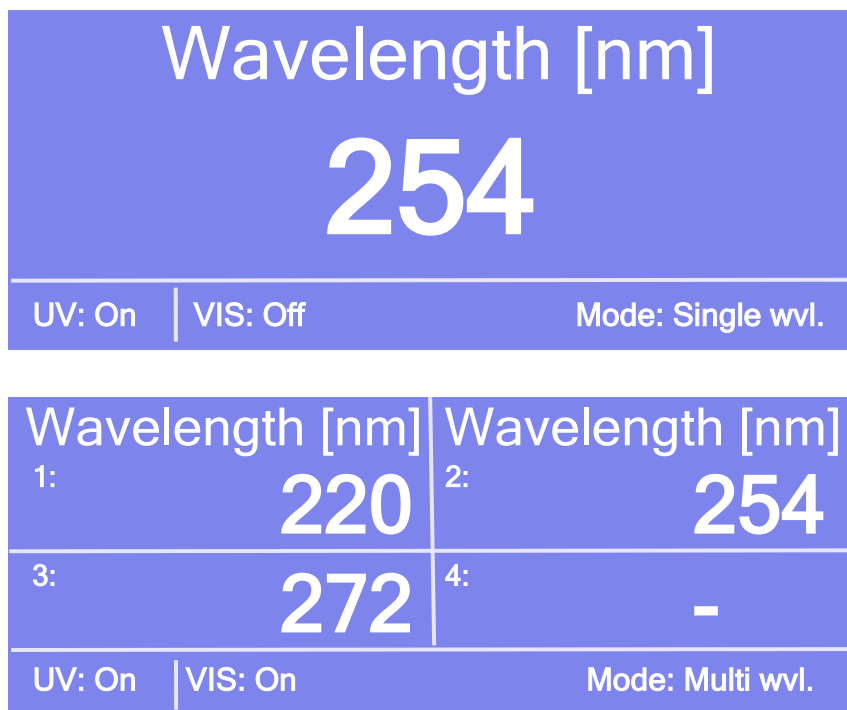 Wavelength [nm]
254
UV: On VIS: Off Mode: Single wvl.
Wavelength [nm] Wavelength [nm]
1: 220 2: 254
3: 272 4: -
UV: On VIS: On Mode: Multi wvl.